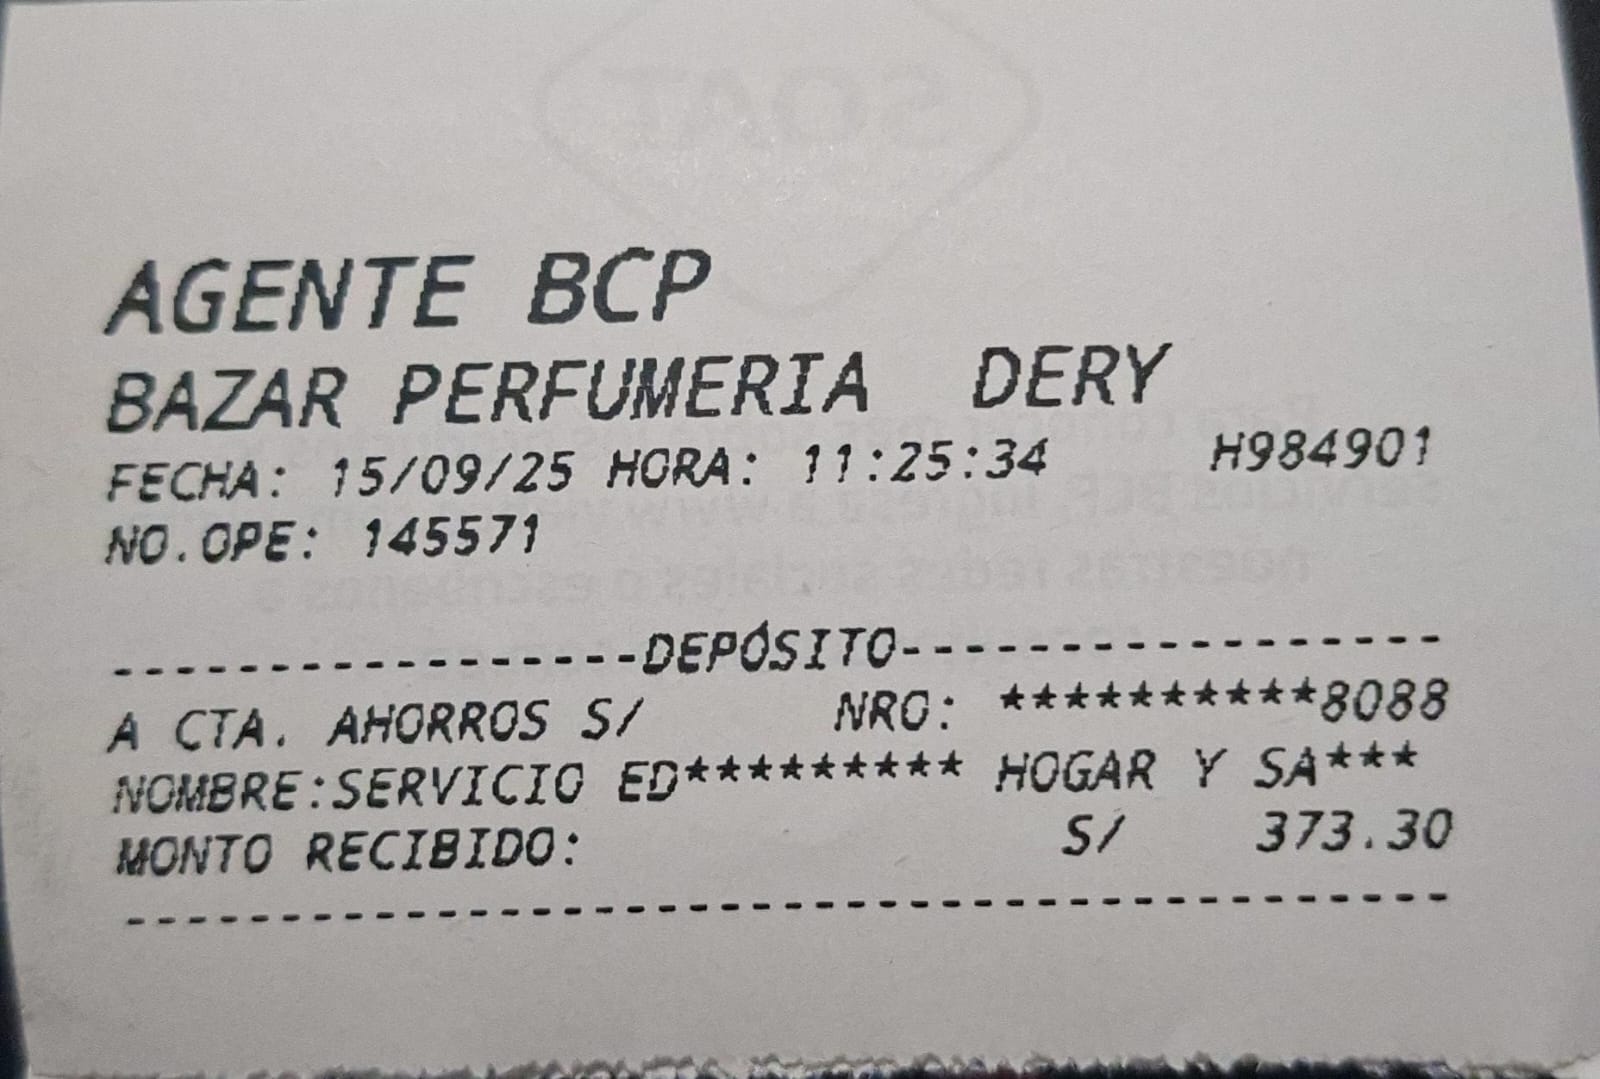 AGENTE BCP
BAZAR PERFUMERIA DERY
FECHA: 15/09/25 HORA: 11:25:34 H984901
NO.OPE: 145571
-----------------DEPÓSITO-----------------
A CTA. AHORROS S/ NRO: **********8088
NOMBRE:SERVICIO ED********* HOGAR Y SA***
MONTO RECIBIDO: S/ 373.30
-------------------------------------------